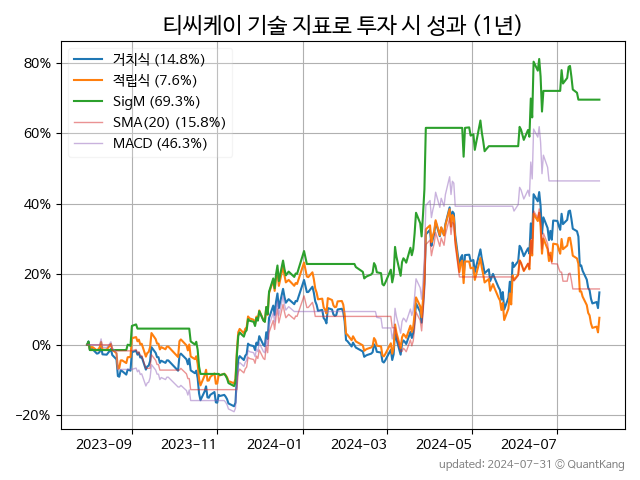 티씨케이 기술 지표로 투자 시 성과 (1년)
거치식 (14.8%)
적립식 (7.6%)
SigM (69.3%)
SMA(20) (15.8%)
MACD (46.3%)
80%
60%
40%
20%
0%
−20%
2023-09 2023-11 2024-01 2024-03 2024-05 2024-07
updated: 2024-07-31 © QuantKang